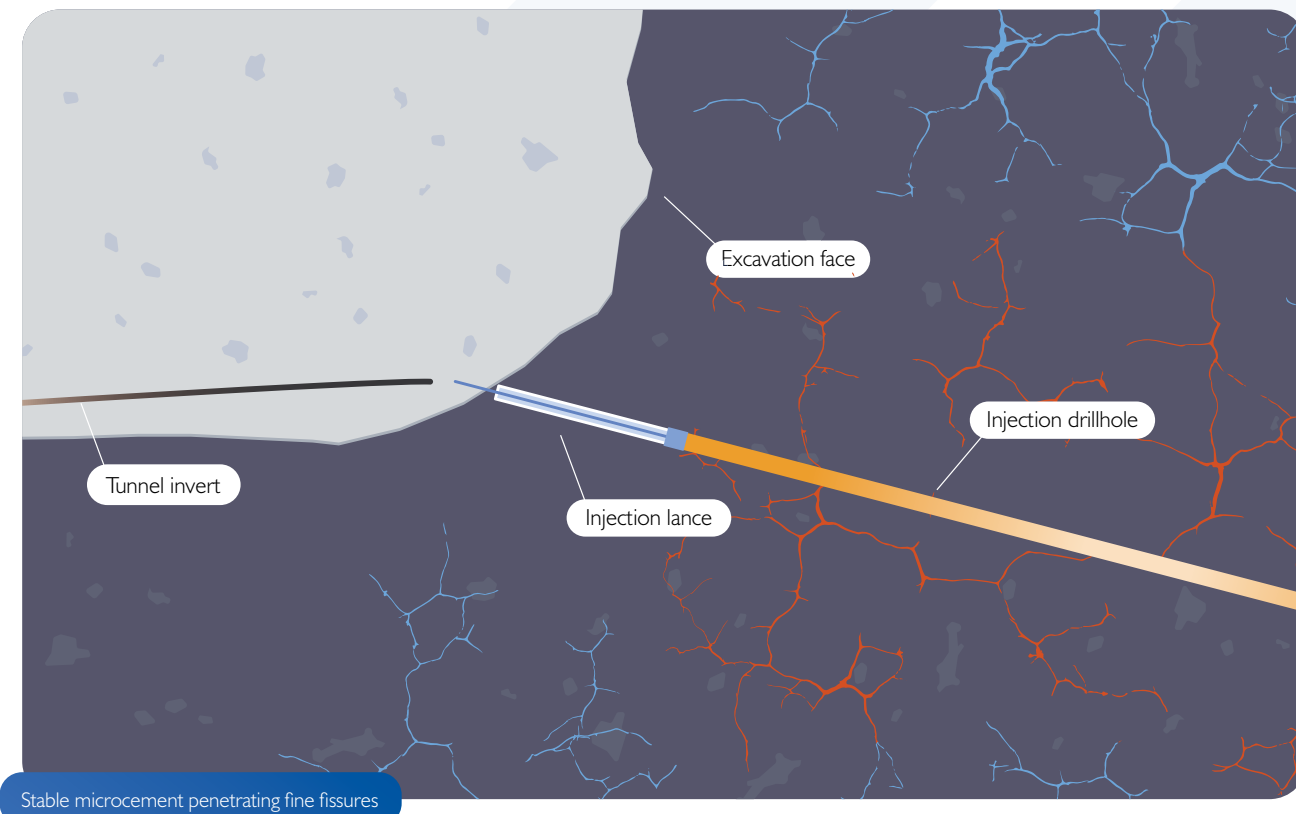 Excavation face
Injection drillhole
Tunnel invert
Injection lance
Stable microcement penetrating fine fissures